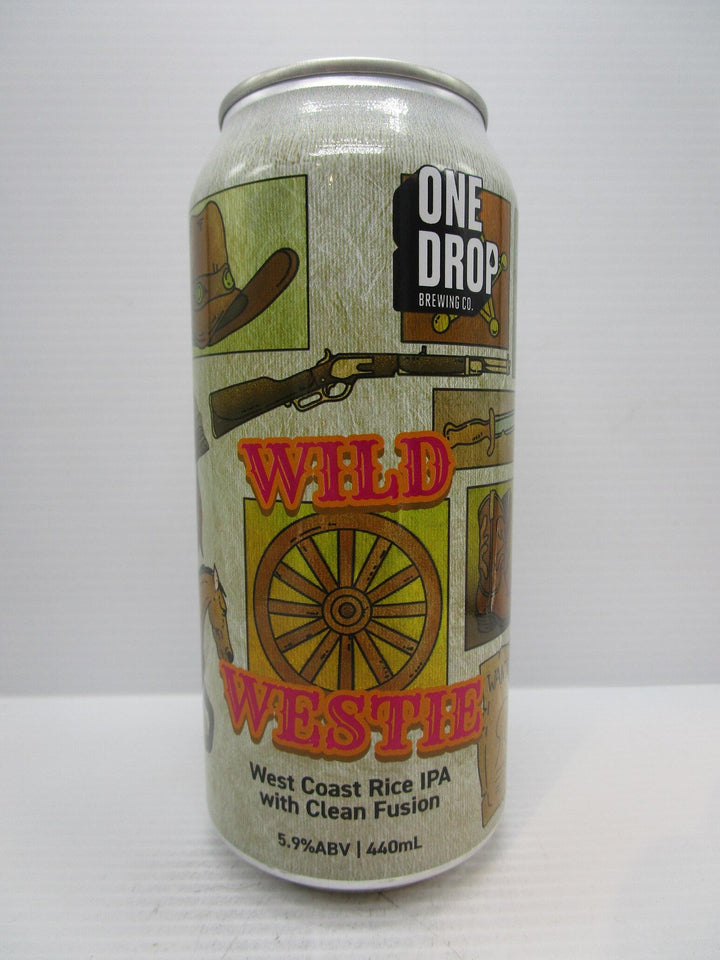 ONE
DROP
BREWING CO.
WILD
WESTIE
West Coast Rice IPA
with Clean Fusion
5.9%ABV | 440mL